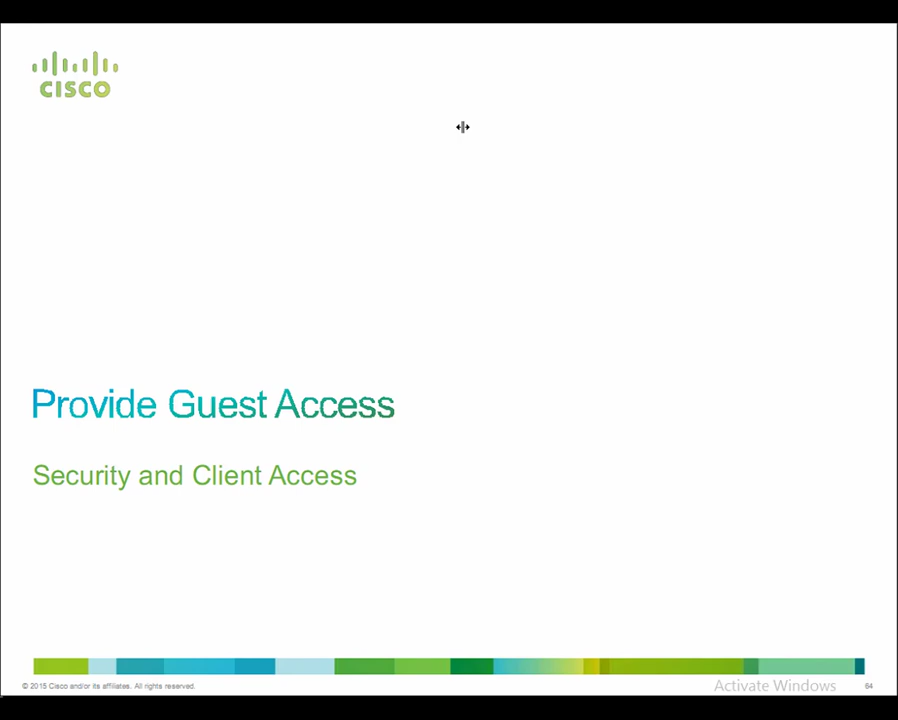 CISCO
Provide Guest Access
Security and Client Access
© 2015 Cisco and/or its affiliates. All rights reserved.
Activate Windows
64